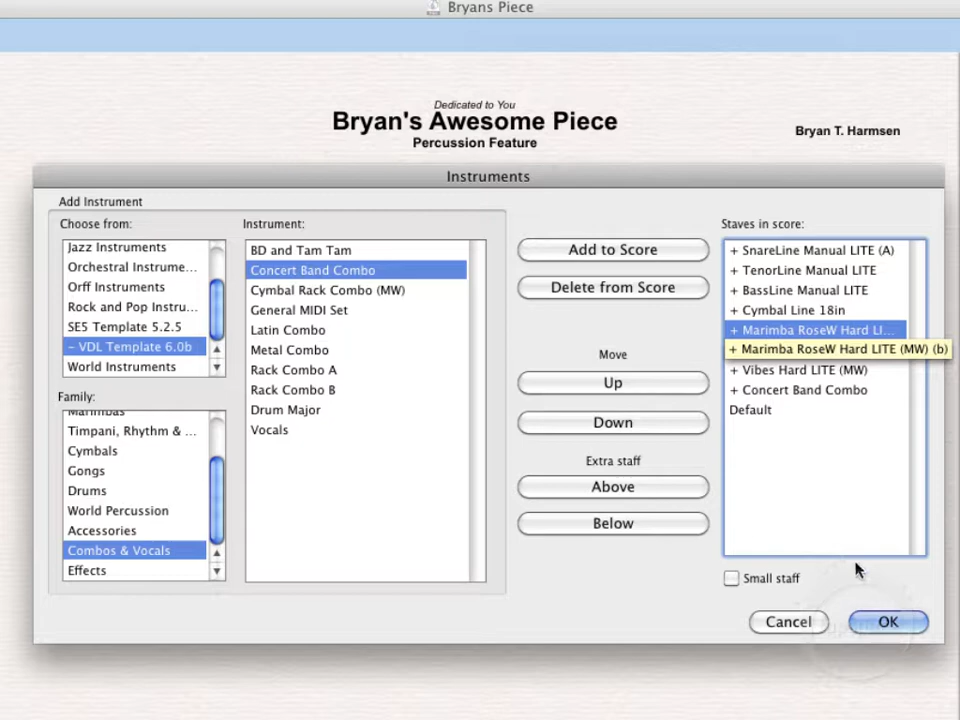 Bryans Piece
Dedicated to You
Bryan's Awesome Piece
Percussion Feature
Bryan T. Harmsen
Instruments
Add Instrument
Choose from:
Jazz Instruments
Orchestral Instrume...
Orff Instruments
Rock and Pop Instru...
SE5 Template 5.2.5
~ VDL Template 6.0b
World Instruments
Family:
Marimbas
Timpani, Rhythm & ...
Cymbals
Gongs
Drums
World Percussion
Accessories
Combos & Vocals
Effects
Instrument:
BD and Tam Tam
Concert Band Combo
Cymbal Rack Combo (MW)
General MIDI Set
Latin Combo
Metal Combo
Rack Combo A
Rack Combo B
Drum Major
Vocals
Add to Score
Delete from Score
Move
Up
Down
Extra staff
Above
Below
Staves in score:
+ SnareLine Manual LITE (A)
+ TenorLine Manual LITE
+ BassLine Manual LITE
+ Cymbal Line 18in
+ Marimba RoseW Hard LI...
+ Marimba RoseW Hard LITE (MW) (b)
+ Vibes Hard LITE (MW)
+ Concert Band Combo
Default
Small staff
Cancel
OK